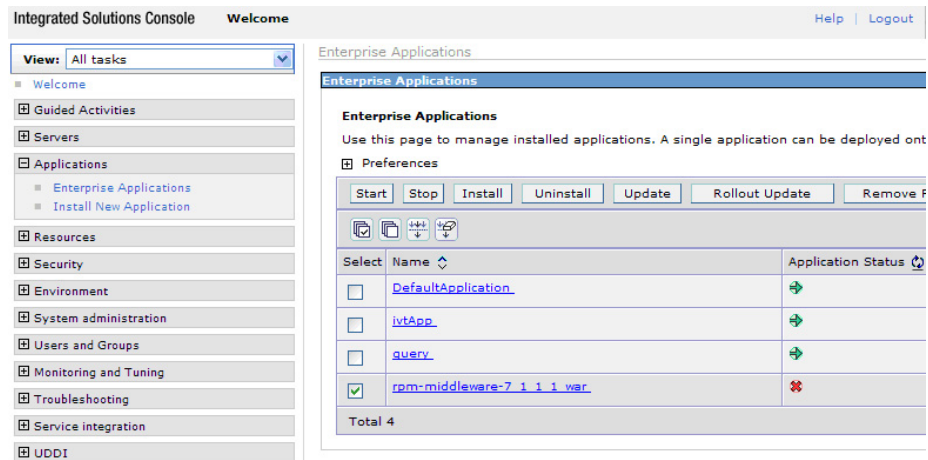 Integrated Solutions Console Welcome Help | Logout
View: All tasks
Welcome
Guided Activities
Servers
Applications
Enterprise Applications
Install New Application
Resources
Security
Environment
System administration
Users and Groups
Monitoring and Tuning
Troubleshooting
Service integration
UDDI
Enterprise Applications
Enterprise Applications
Enterprise Applications
Use this page to manage installed applications. A single application can be deployed ont
Preferences
Start Stop Install Uninstall Update Rollout Update Remove F
Select Name Application Status
DefaultApplication
ivtApp
query
rpm-middleware-7_1_1_1_war
Total 4